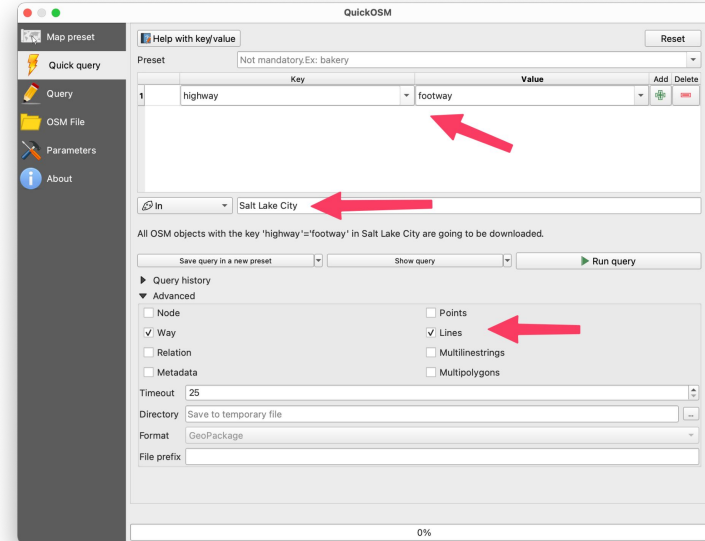 QuickOSM
Map preset
Quick query
Query
OSM File
Parameters
About
Help with key/value
Reset
Preset
Not mandatory.Ex: bakery
Key Value Add Delete
1 highway footway
In Salt Lake City
All OSM objects with the key 'highway'='footway' in Salt Lake City are going to be downloaded.
Save query in a new preset Show query Run query
Query history
Advanced
Node Points
Way Lines
Relation Multilinestrings
Metadata Multipolygons
Timeout 25
Directory Save to temporary file ...
Format GeoPackage
File prefix
0%